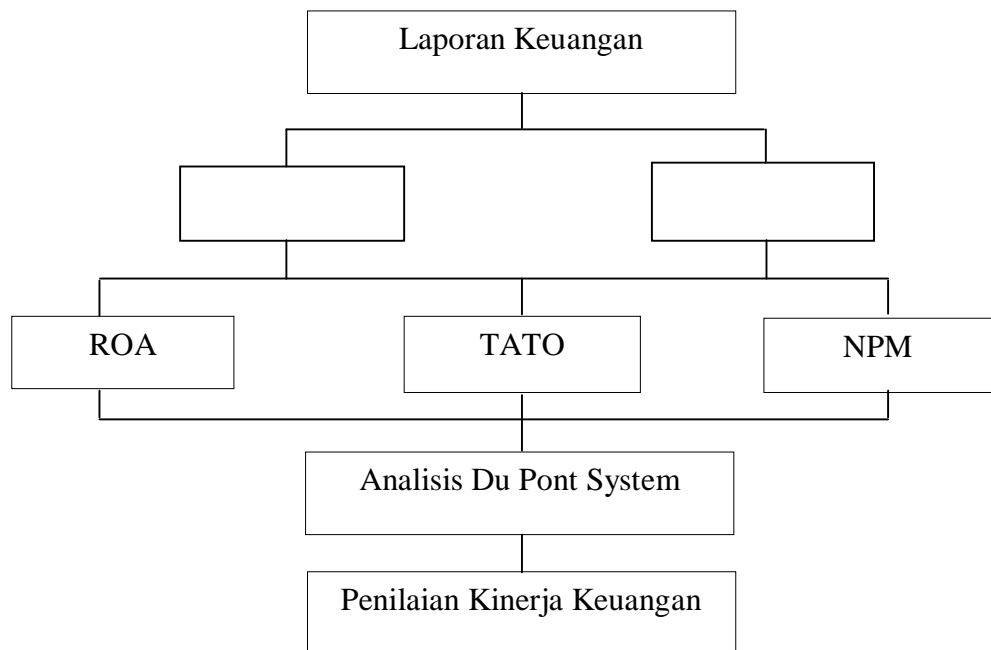 Laporan Keuangan
ROA
TATO
NPM
Analisis Du Pont System
Penilaian Kinerja Keuangan